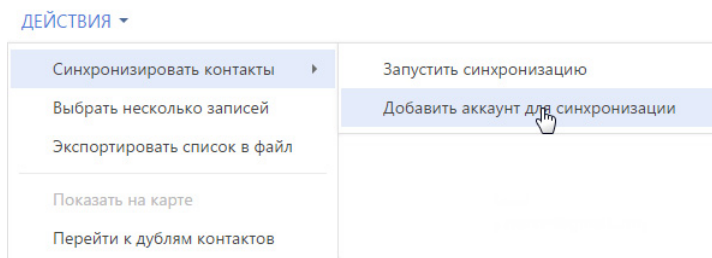 ДЕЙСТВИЯ
Синхронизировать контакты
Запустить синхронизацию
Выбрать несколько записей
Добавить аккаунт для синхронизации
Экспортировать список в файл
Показать на карте
Перейти к дублям контактов